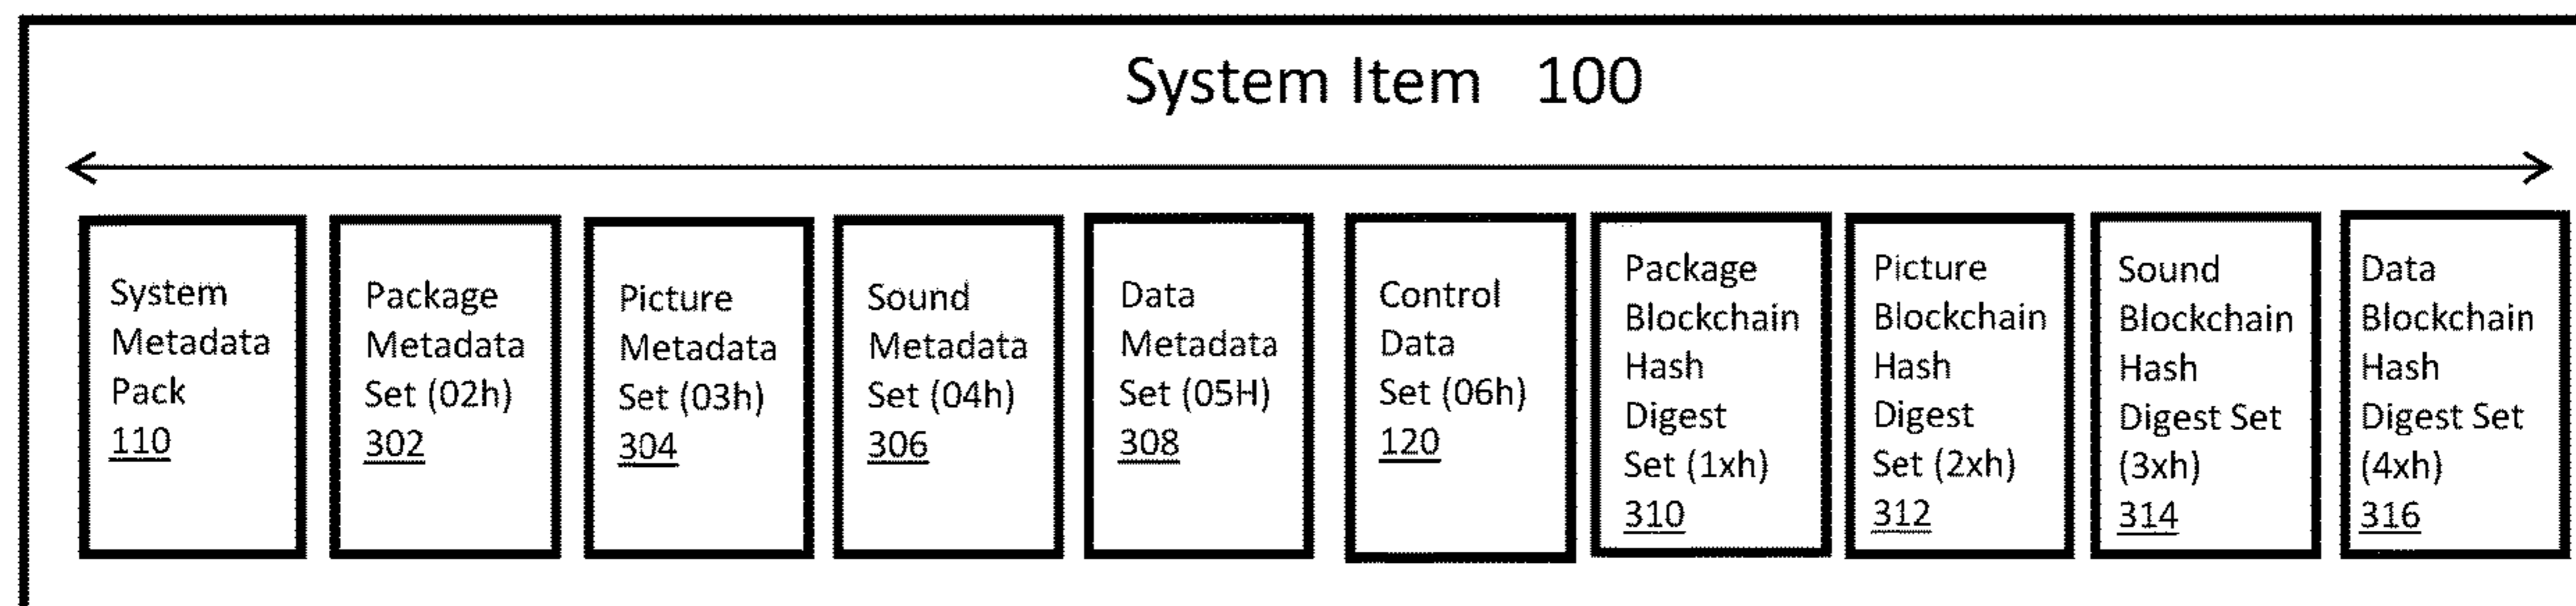 System Item 100
System
Metadata
Pack
110
Package
Metadata
Set (02h)
302
Picture
Metadata
Set (03h)
304
Sound
Metadata
Set (04h)
306
Data
Metadata
Set (05H)
308
Control
Data
Set (06h)
120
Package
Blockchain
Hash
Digest
Set (1xh)
310
Picture
Blockchain
Hash
Digest
Set (2xh)
312
Sound
Blockchain
Hash
Digest Set
(3xh)
314
Data
Blockchain
Hash
Digest Set
(4xh)
316